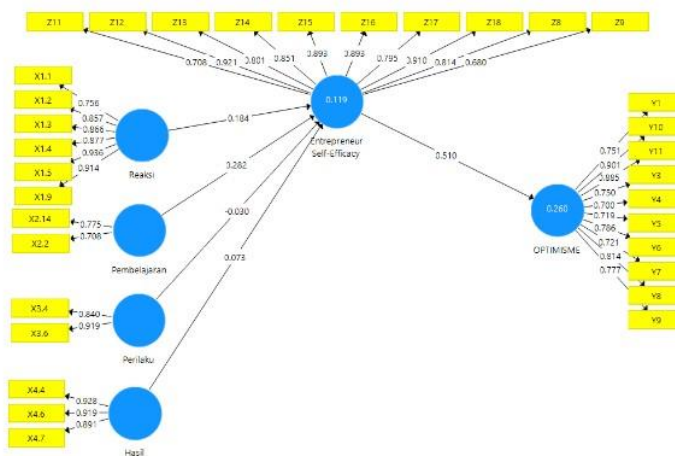 Z11 Z12 Z13 Z14 Z15 Z16 Z17 Z18 Z8 Z9
0.708 0.921 0.801 0.851 0.893 0.893 0.795 0.910 0.814 0.680
X1.1
X1.2
X1.3
X1.4
X1.5
X1.9
0.756
0.857
0.866
0.877
0.936
0.914
Reaksi
0.184
0.119
Entrepreneur
Self-Efficacy
X2.14
X2.2
0.775
0.708
Pembelajaran
0.282
X3.4
X3.6
0.840
0.919
Perilaku
-0.030
X4.4
X4.6
X4.7
0.928
0.919
0.891
Hasil
0.073
0.510
0.260
OPTIMISME
0.751
0.901
0.885
0.750
0.700
0.719
0.786
0.721
0.814
0.777
Y1
Y10
Y11
Y3
Y4
Y5
Y6
Y7
Y8
Y9